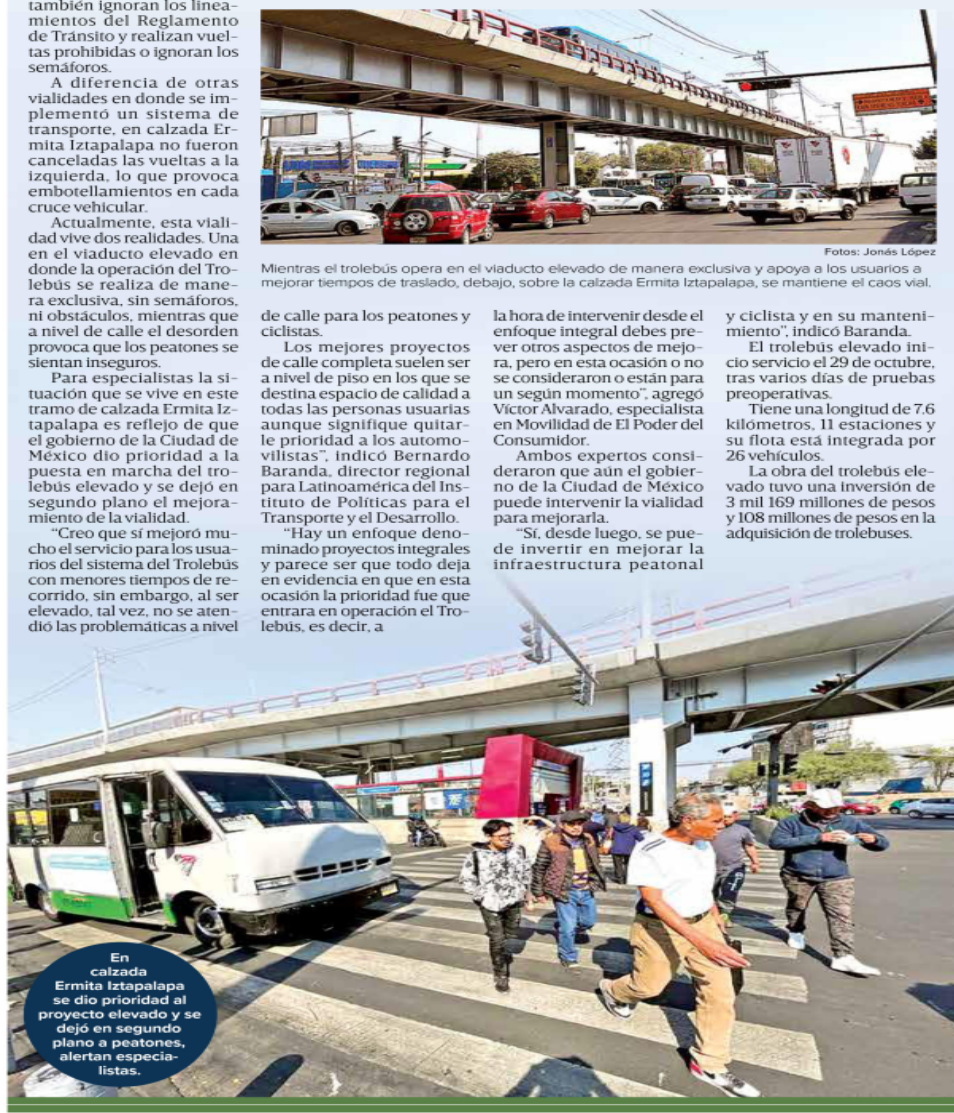 también ignoran los linea-
mientos del Reglamento
de Tránsito y realizan vuel-
tas prohibidas o ignoran los
semáforos.
A diferencia de otras
vialidades en donde se im-
plementó un sistema de
transporte, en calzada Er-
mita Iztapalapa no fueron
canceladas las vueltas a la
izquierda, lo que provoca
embotellamientos en cada
cruce vehicular.
Actualmente, esta viali-
dad vive dos realidades. Una
en el viaducto elevado en
donde la operación del Tro-
lebús se realiza de mane-
ra exclusiva, sin semáforos,
ni obstáculos, mientras que
a nivel de calle el desorden
provoca que los peatones se
sientan inseguros.
Para especialistas la si-
tuación que se vive en este
tramo de calzada Ermita Iz-
tapalapa es reflejo de que
el gobierno de la Ciudad de
México dio prioridad a la
puesta en marcha del tro-
lebús elevado y se dejó en
segundo plano el mejora-
miento de la vialidad.
"Creo que sí mejoró mu-
cho el servicio para los usua-
rios del sistema del Trolebús
con menores tiempos de re-
corrido, sin embargo, al ser
elevado, tal vez, no se aten-
dió las problemáticas a nivel
Fotos: Jonás López
Mientras el trolebús opera en el viaducto elevado de manera exclusiva y apoya a los usuarios a
mejorar tiempos de traslado, debajo, sobre la calzada Ermita Iztapalapa, se mantiene el caos vial.
de calle para los peatones y
ciclistas.
Los mejores proyectos
de calle completa suelen ser
a nivel de piso en los que se
destina espacio de calidad a
todas las personas usuarias
aunque signifique quitar-
le prioridad a los automo-
vilistas", indicó Bernardo
Baranda, director regional
para Latinoamérica del Ins-
tituto de Políticas para el
Transporte y el Desarrollo.
"Hay un enfoque deno-
minado proyectos integrales
y parece ser que todo deja
en evidencia en que en esta
ocasión la prioridad fue que
entrara en operación el Tro-
lebús, es decir, a
la hora de intervenir desde el
enfoque integral debes pre-
ver otros aspectos de mejo-
ra, pero en esta ocasión o no
se consideraron o están para
un según momento", agregó
Víctor Alvarado, especialista
en Movilidad de El Poder del
Consumidor.
Ambos expertos consi-
deraron que aún el gobier-
no de la Ciudad de México
puede intervenir la vialidad
para mejorarla.
"Sí, desde luego, se pue-
de invertir en mejorar la
infraestructura peatonal
y ciclista y en su manteni-
miento", indicó Baranda.
El trolebús elevado ini-
cio servicio el 29 de octubre,
tras varios días de pruebas
preoperativas.
Tiene una longitud de 7.6
kilómetros, 11 estaciones y
su flota está integrada por
26 vehículos.
La obra del trolebús ele-
vado tuvo una inversión de
3 mil 169 millones de pesos
y 108 millones de pesos en la
adquisición de trolebuses.
En
calzada
Ermita Iztapalapa
se dio prioridad al
proyecto elevado y se
dejó en segundo
plano a peatones,
alertan especia-
listas.